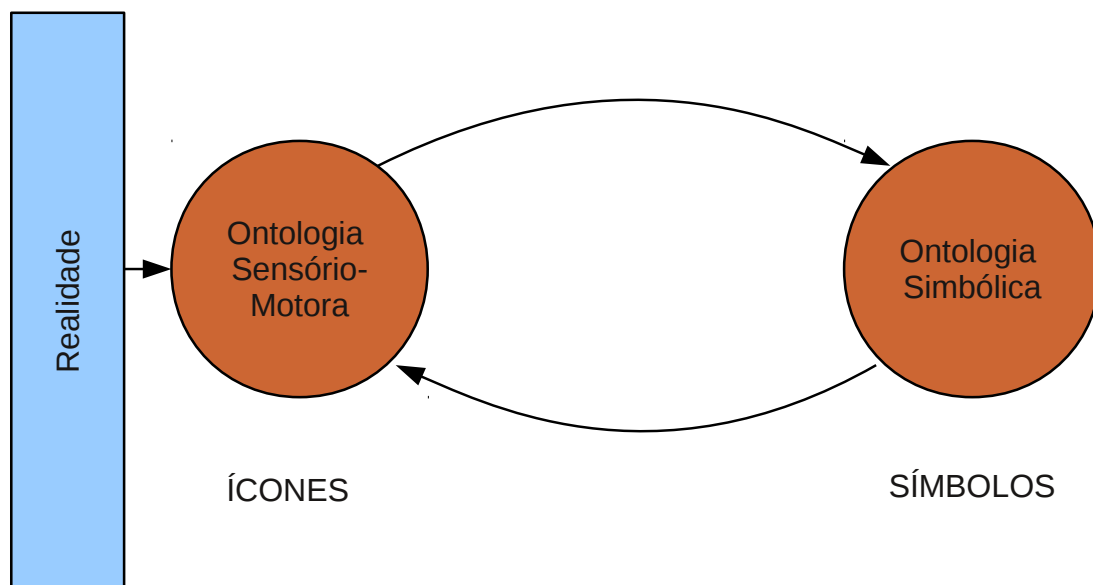 Realidade
Ontologia
Sensório-
Motora
Ontologia
Simbólica
ÍCONES
SÍMBOLOS